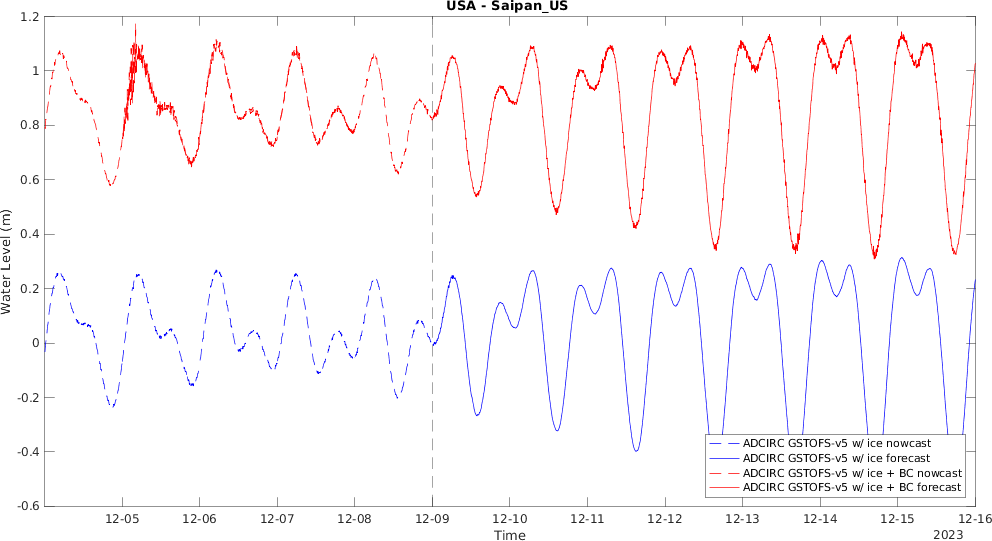 USA - Saipan_US
1.2
1
0.8
0.6
0.4
0.2
0
-0.2
-0.4
-0.6
Water Level (m)
ADCIRC GSTOFS-v5 w/ ice nowcast
ADCIRC GSTOFS-v5 w/ ice forecast
ADCIRC GSTOFS-v5 w/ ice + BC nowcast
ADCIRC GSTOFS-v5 w/ ice + BC forecast
12-05 12-06 12-07 12-08 12-09 12-10 12-11 12-12 12-13 12-14 12-15 12-16
Time
2023